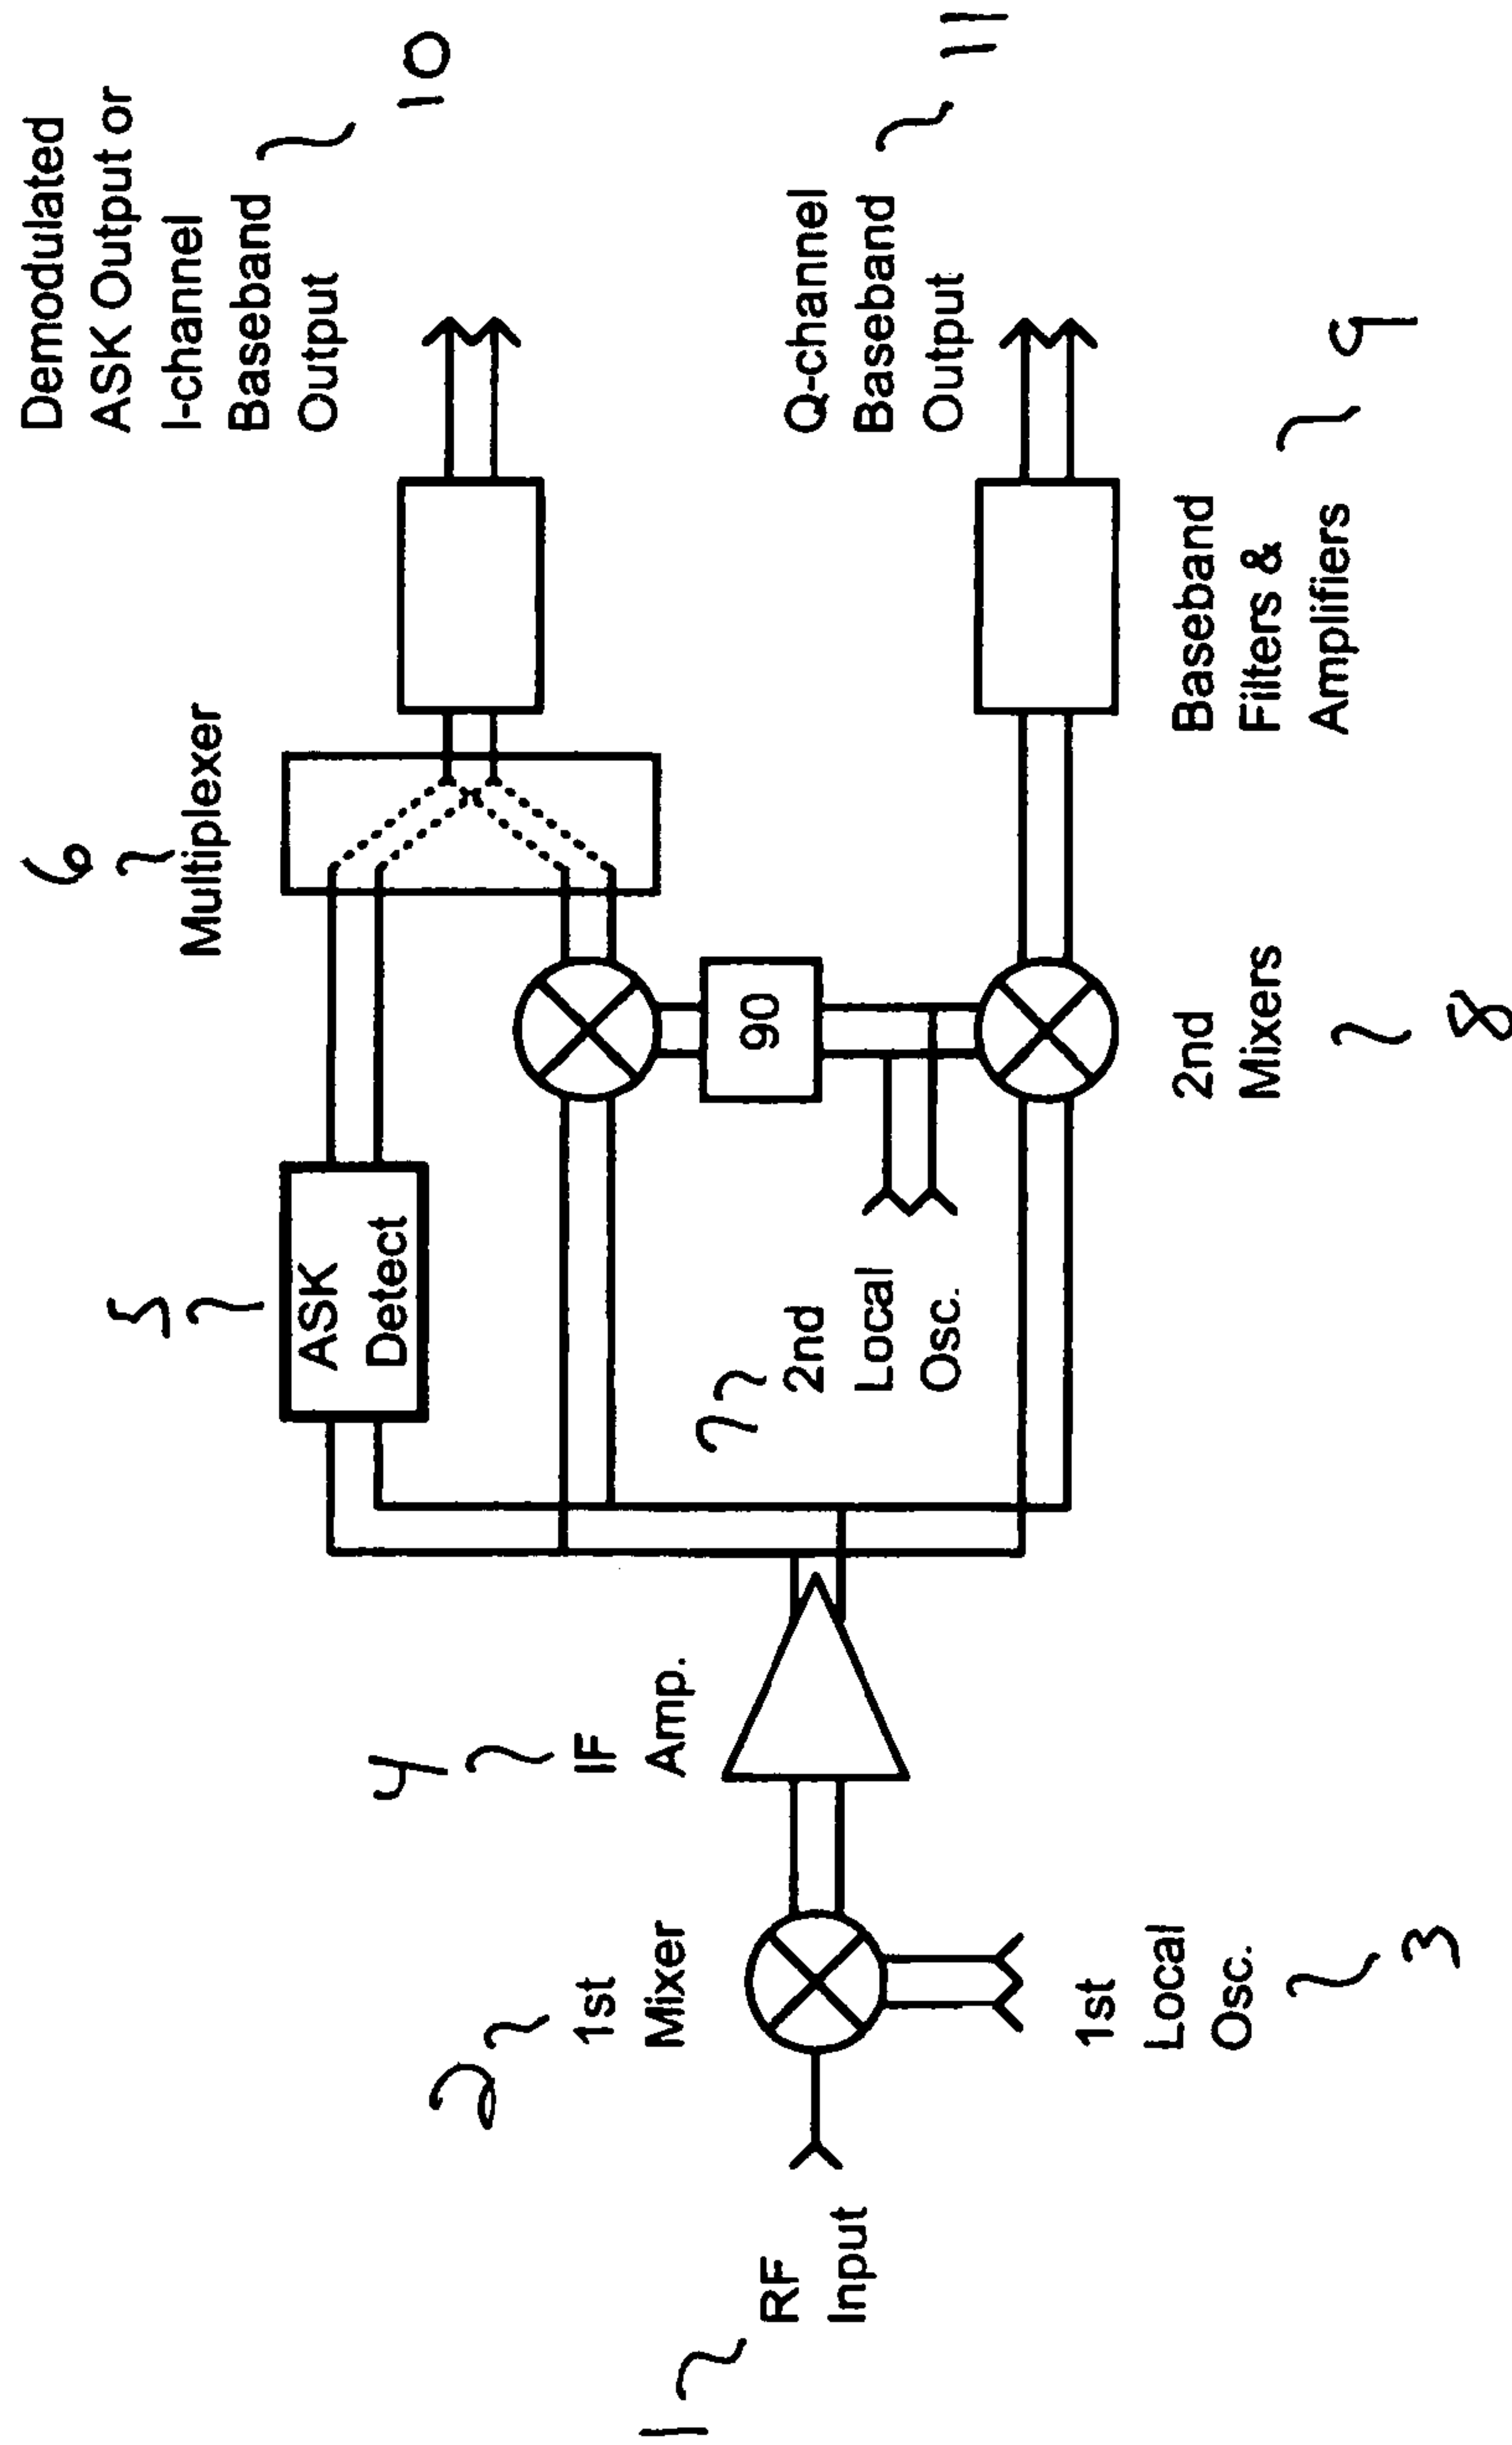 Demodulated
ASK Output or
I-channel
Baseband
Output
10
6
Multiplexer
5
ASK
Detect
4
IF
Amp.
2
1st
Mixer
1
RF
Input
1st
Local
Osc.
3
7
2nd
Local
Osc.
90
2nd
Mixers
8
Q-channel
Baseband
Output
11
Baseband
Filters &
Amplifiers
9